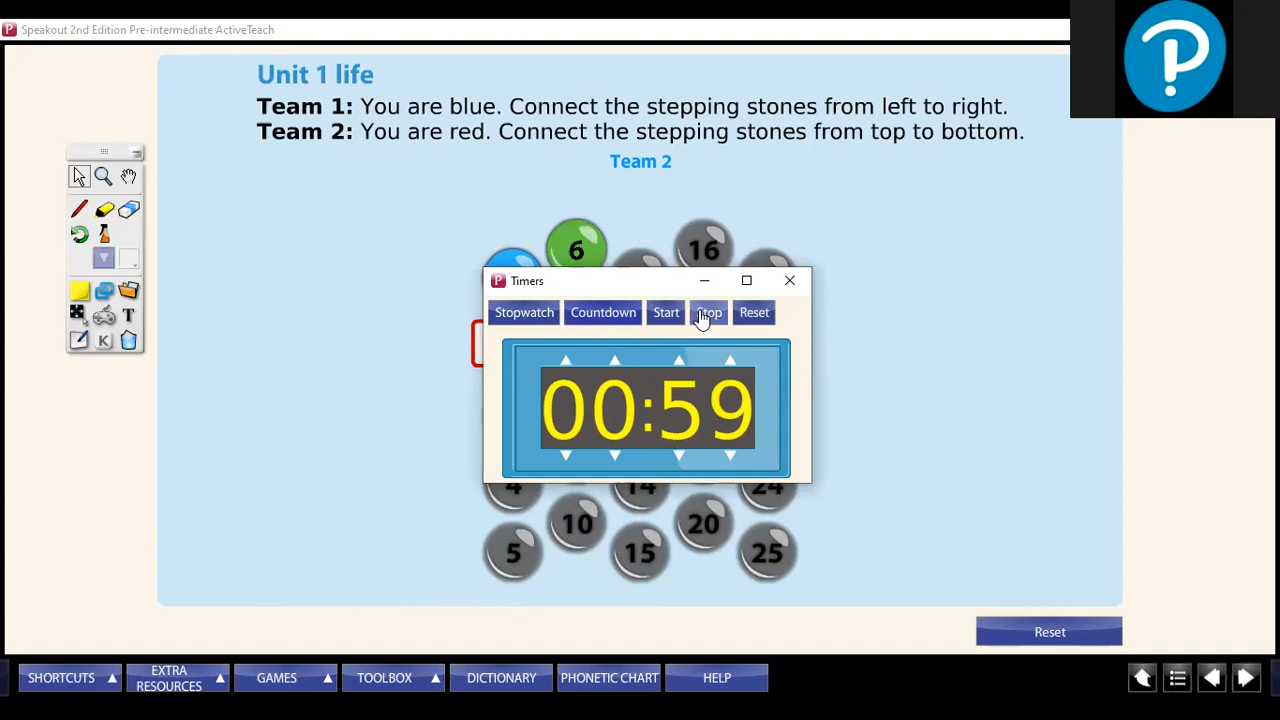 Speakout 2nd Edition Pre-intermediate ActiveTeach
Unit 1 life
Team 1: You are blue. Connect the stepping stones from left to right.
Team 2: You are red. Connect the stepping stones from top to bottom.
Team 2
6
16
Timers
Stopwatch Countdown Start Stop Reset
00:59
4 14 24
10 20
5 15 25
Reset
T
K
SHORTCUTS EXTRA RESOURCES GAMES TOOLBOX DICTIONARY PHONETIC CHART HELP